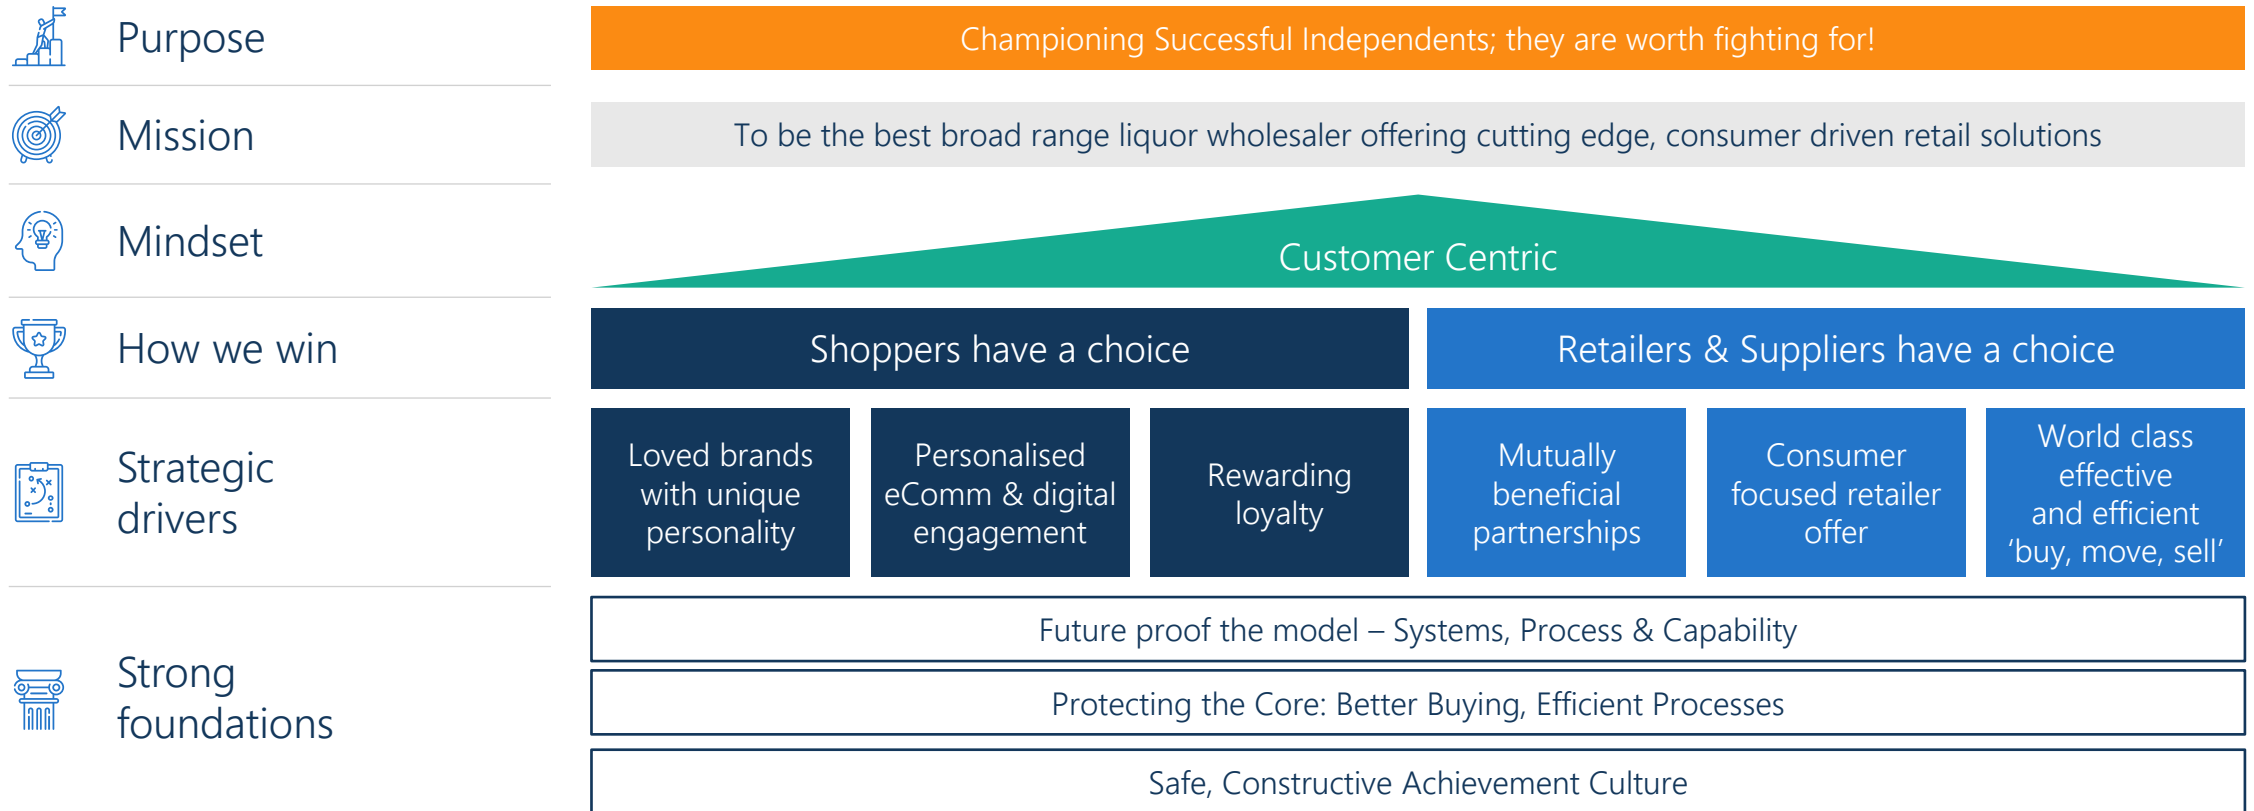 Purpose
Championing Successful Independents; they are worth fighting for!
Mission
To be the best broad range liquor wholesaler offering cutting edge, consumer driven retail solutions
Mindset
Customer Centric
How we win
Shoppers have a choice
Retailers & Suppliers have a choice
Strategic
drivers
Loved brands
with unique
personality
Personalised
eComm & digital
engagement
Rewarding
loyalty
Mutually
beneficial
partnerships
Consumer
focused retailer
offer
World class
effective
and efficient
‘buy, move, sell’
Strong
foundations
Future proof the model – Systems, Process & Capability
Protecting the Core: Better Buying, Efficient Processes
Safe, Constructive Achievement Culture